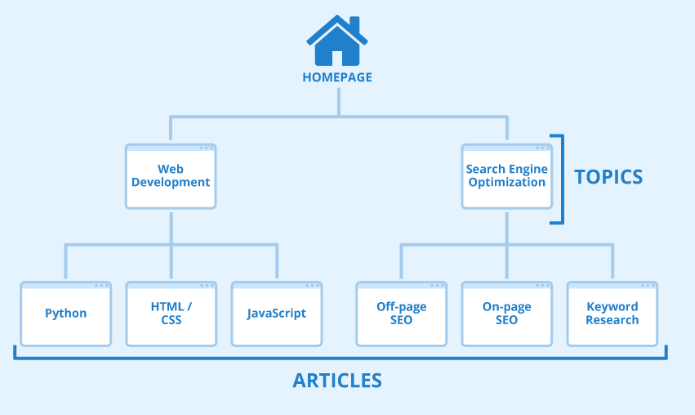 HOMEPAGE
Web
Development
Search Engine
Optimization
TOPICS
Python
HTML /
CSS
JavaScript
Off-page
SEO
On-page
SEO
Keyword
Research
ARTICLES